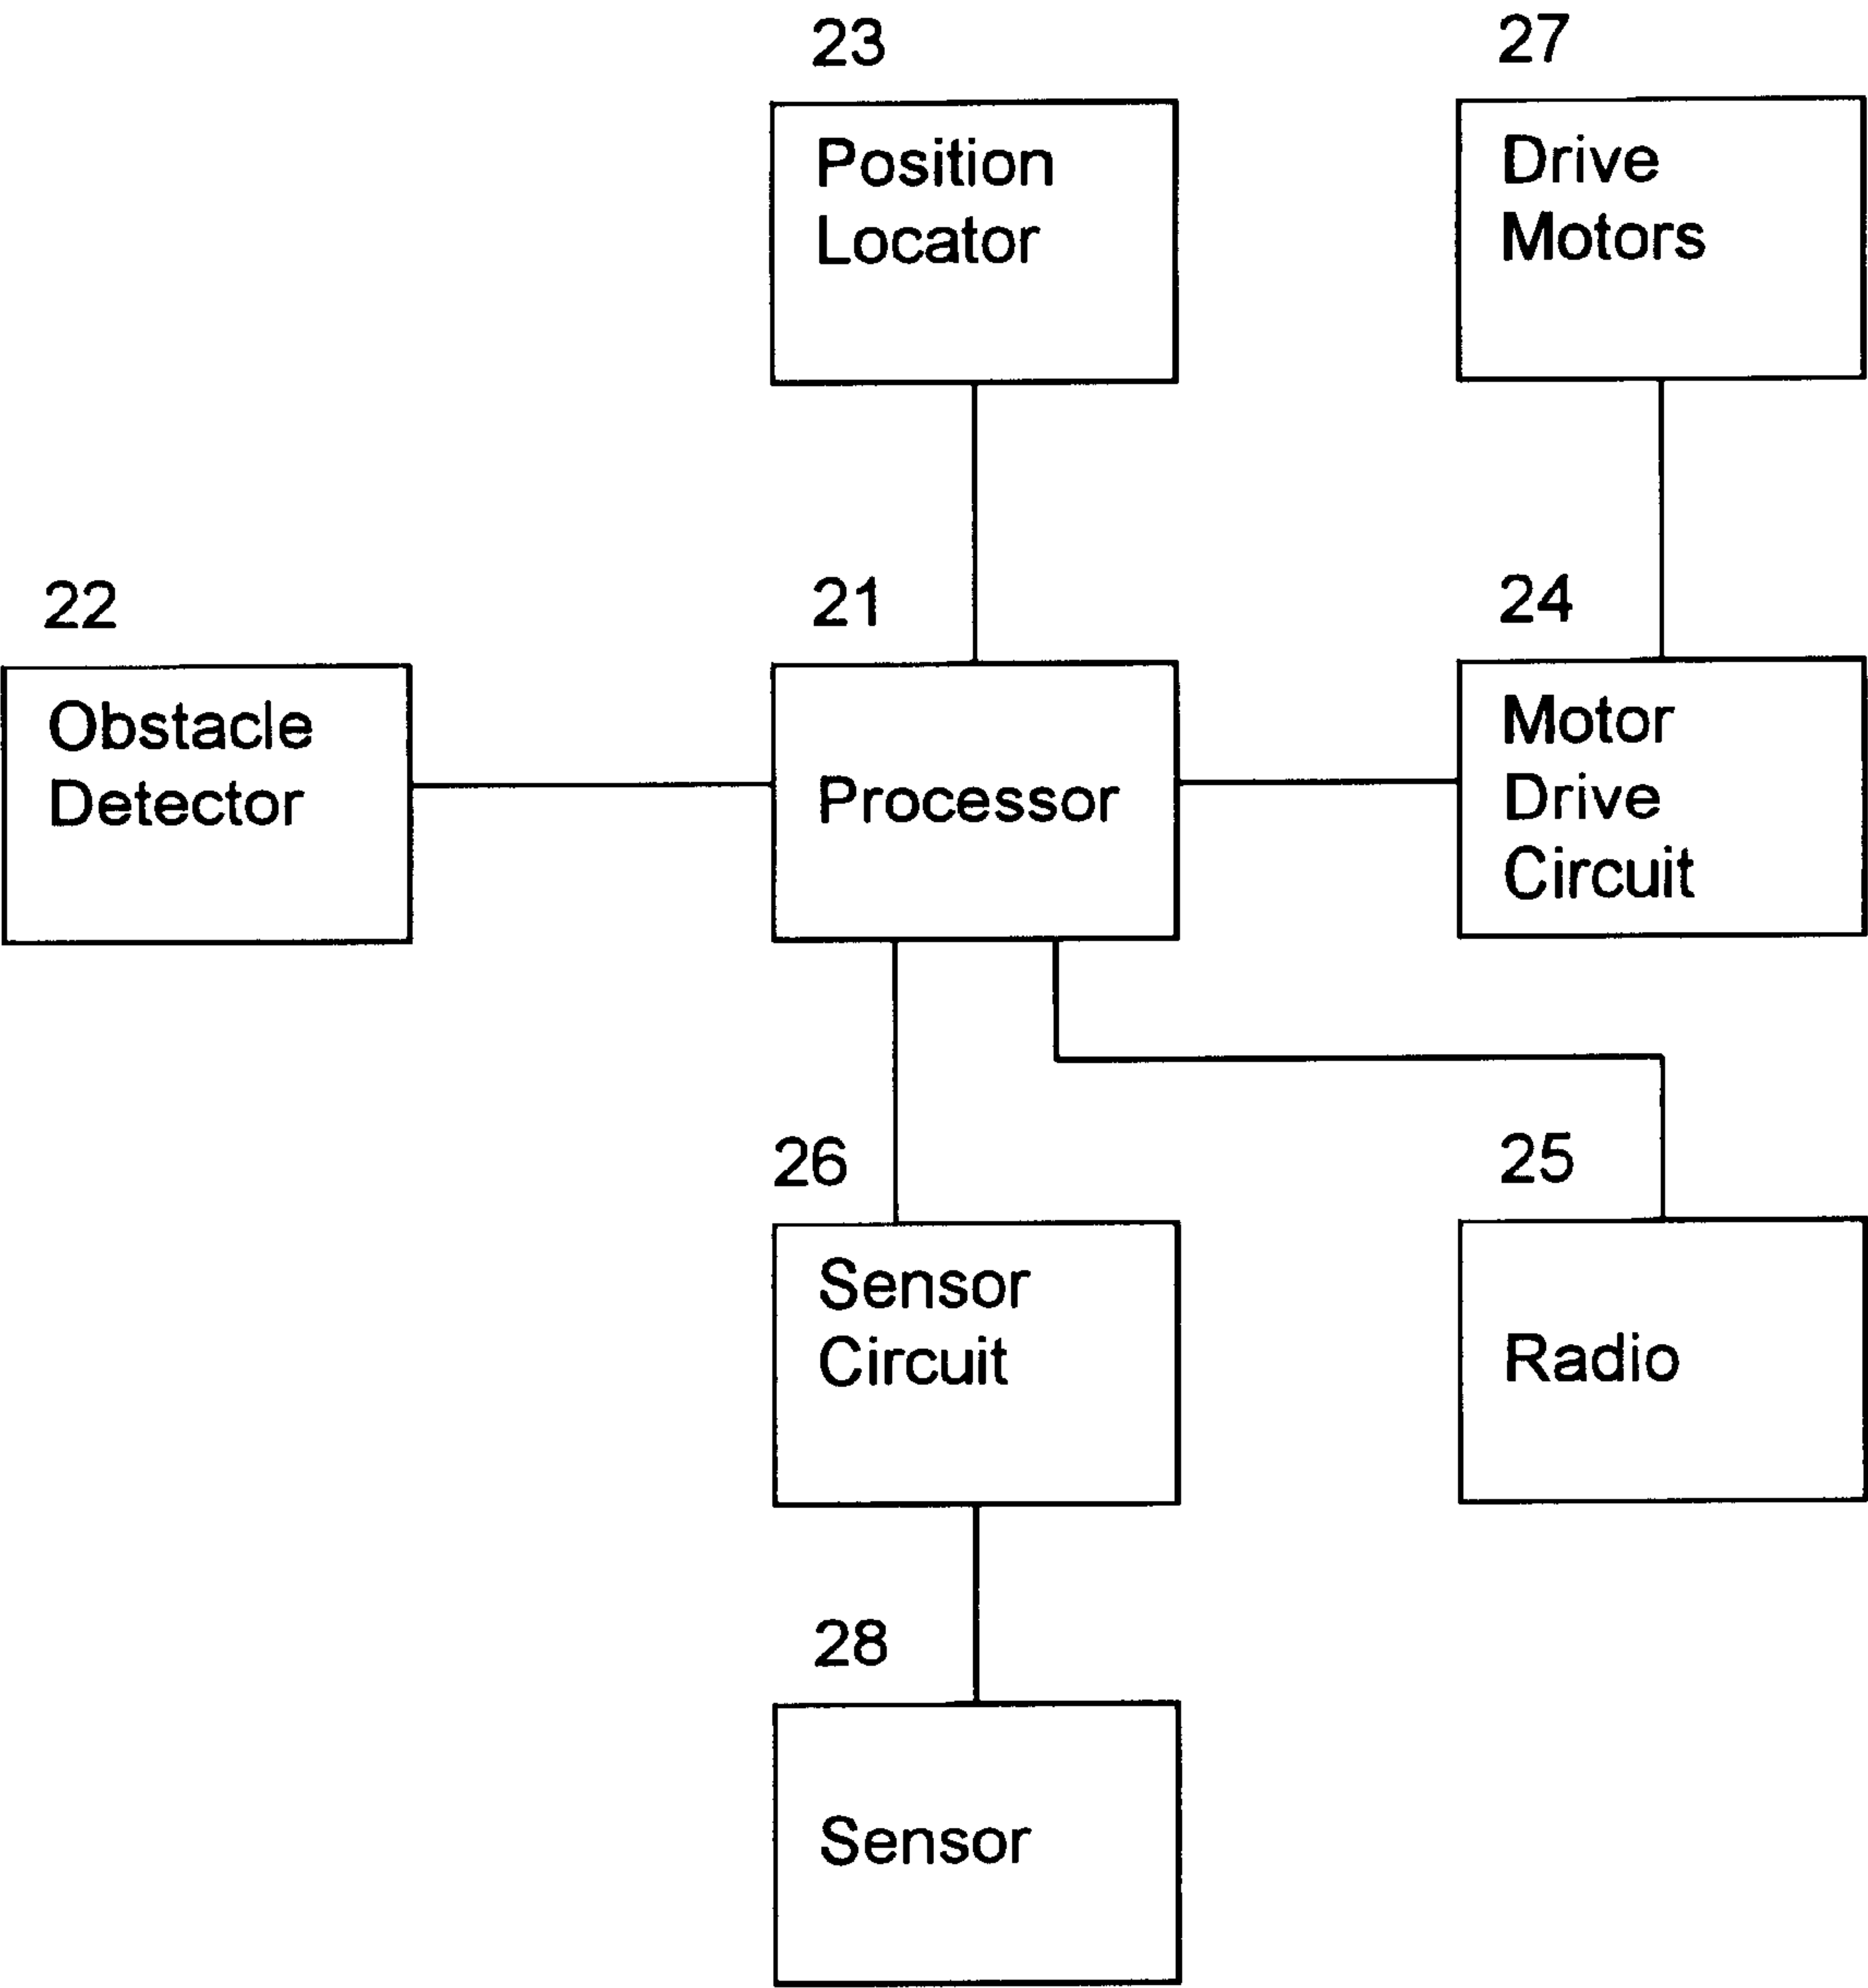 23
Position
Locator
27
Drive
Motors
22
Obstacle
Detector
21
Processor
24
Motor
Drive
Circuit
26
Sensor
Circuit
25
Radio
28
Sensor